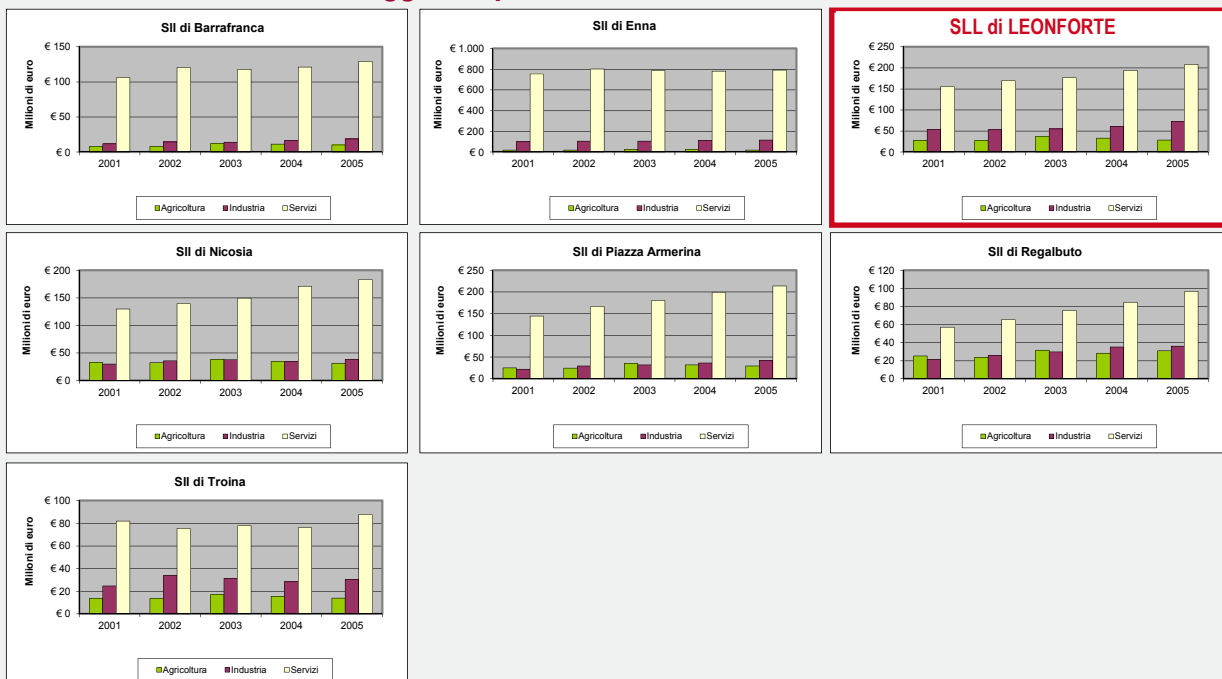 Sll di Barrafranca
Milioni di euro
€ 150
€ 100
€ 50
€ 0
2001 2002 2003 2004 2005
Agricoltura Industria Servizi
Sll di Enna
Milioni di euro
€ 1.000
€ 800
€ 600
€ 400
€ 200
€ 0
2001 2002 2003 2004 2005
Agricoltura Industria Servizi
SLL di LEONFORTE
Milioni di euro
€ 250
€ 200
€ 150
€ 100
€ 50
€ 0
2001 2002 2003 2004 2005
Agricoltura Industria Servizi
Sll di Nicosia
Milioni di euro
€ 200
€ 150
€ 100
€ 50
€ 0
2001 2002 2003 2004 2005
Agricoltura Industria Servizi
Sll di Piazza Armerina
Milioni di euro
€ 250
€ 200
€ 150
€ 100
€ 50
€ 0
2001 2002 2003 2004 2005
Agricoltura Industria Servizi
Sll di Regalbuto
Milioni di euro
€ 120
€ 100
€ 80
€ 60
€ 40
€ 20
€ 0
2001 2002 2003 2004 2005
Agricoltura Industria Servizi
Sll di Troina
Milioni di euro
€ 100
€ 80
€ 60
€ 40
€ 20
€ 0
2001 2002 2003 2004 2005
Agricoltura Industria Servizi